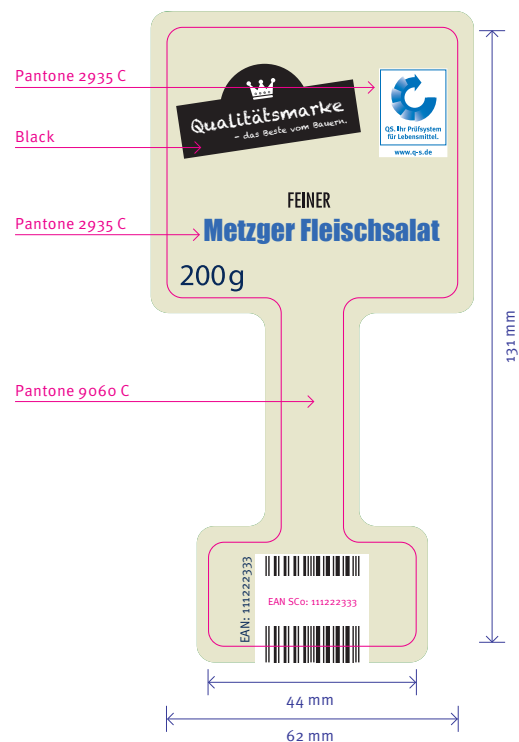 Pantone 2935 C
Qualitätsmarke
- das Beste vom Bauern.
QS. Ihr Prüfsystem
für Lebensmittel.
www.q-s.de
Black
FEINER
Pantone 2935 C
Metzger Fleischsalat
200g
131 mm
Pantone 9060 C
EAN: 111222333
EAN SC0: 111222333
44 mm
62 mm